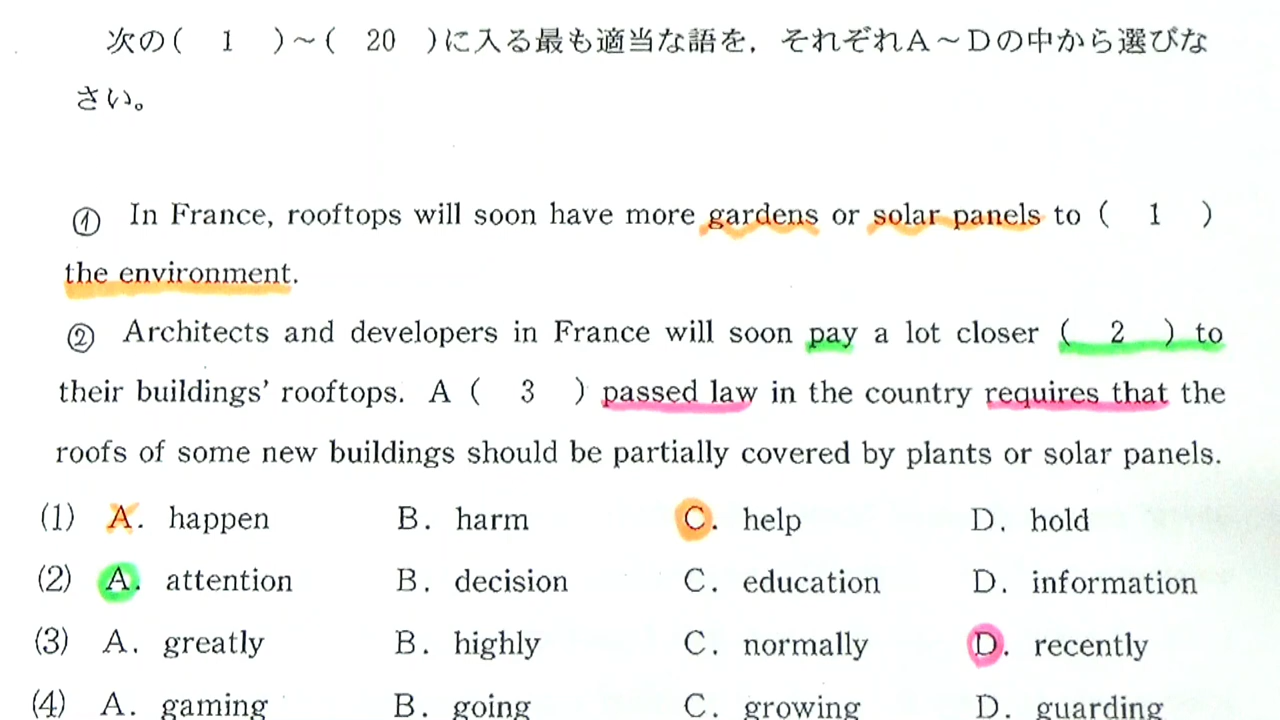 次の( 1 )～( 20 )に入る最も適当な語を，それぞれA～Dの中から選びな
さい。
① In France, rooftops will soon have more gardens or solar panels to ( 1 )
the environment.
② Architects and developers in France will soon pay a lot closer ( 2 ) to
their buildings' rooftops. A ( 3 ) passed law in the country requires that the
roofs of some new buildings should be partially covered by plants or solar panels.
(1) A. happen B. harm C. help D. hold
(2) A. attention B. decision C. education D. information
(3) A. greatly B. highly C. normally D. recently
(4) A. gaming B. going C. growing D. guarding